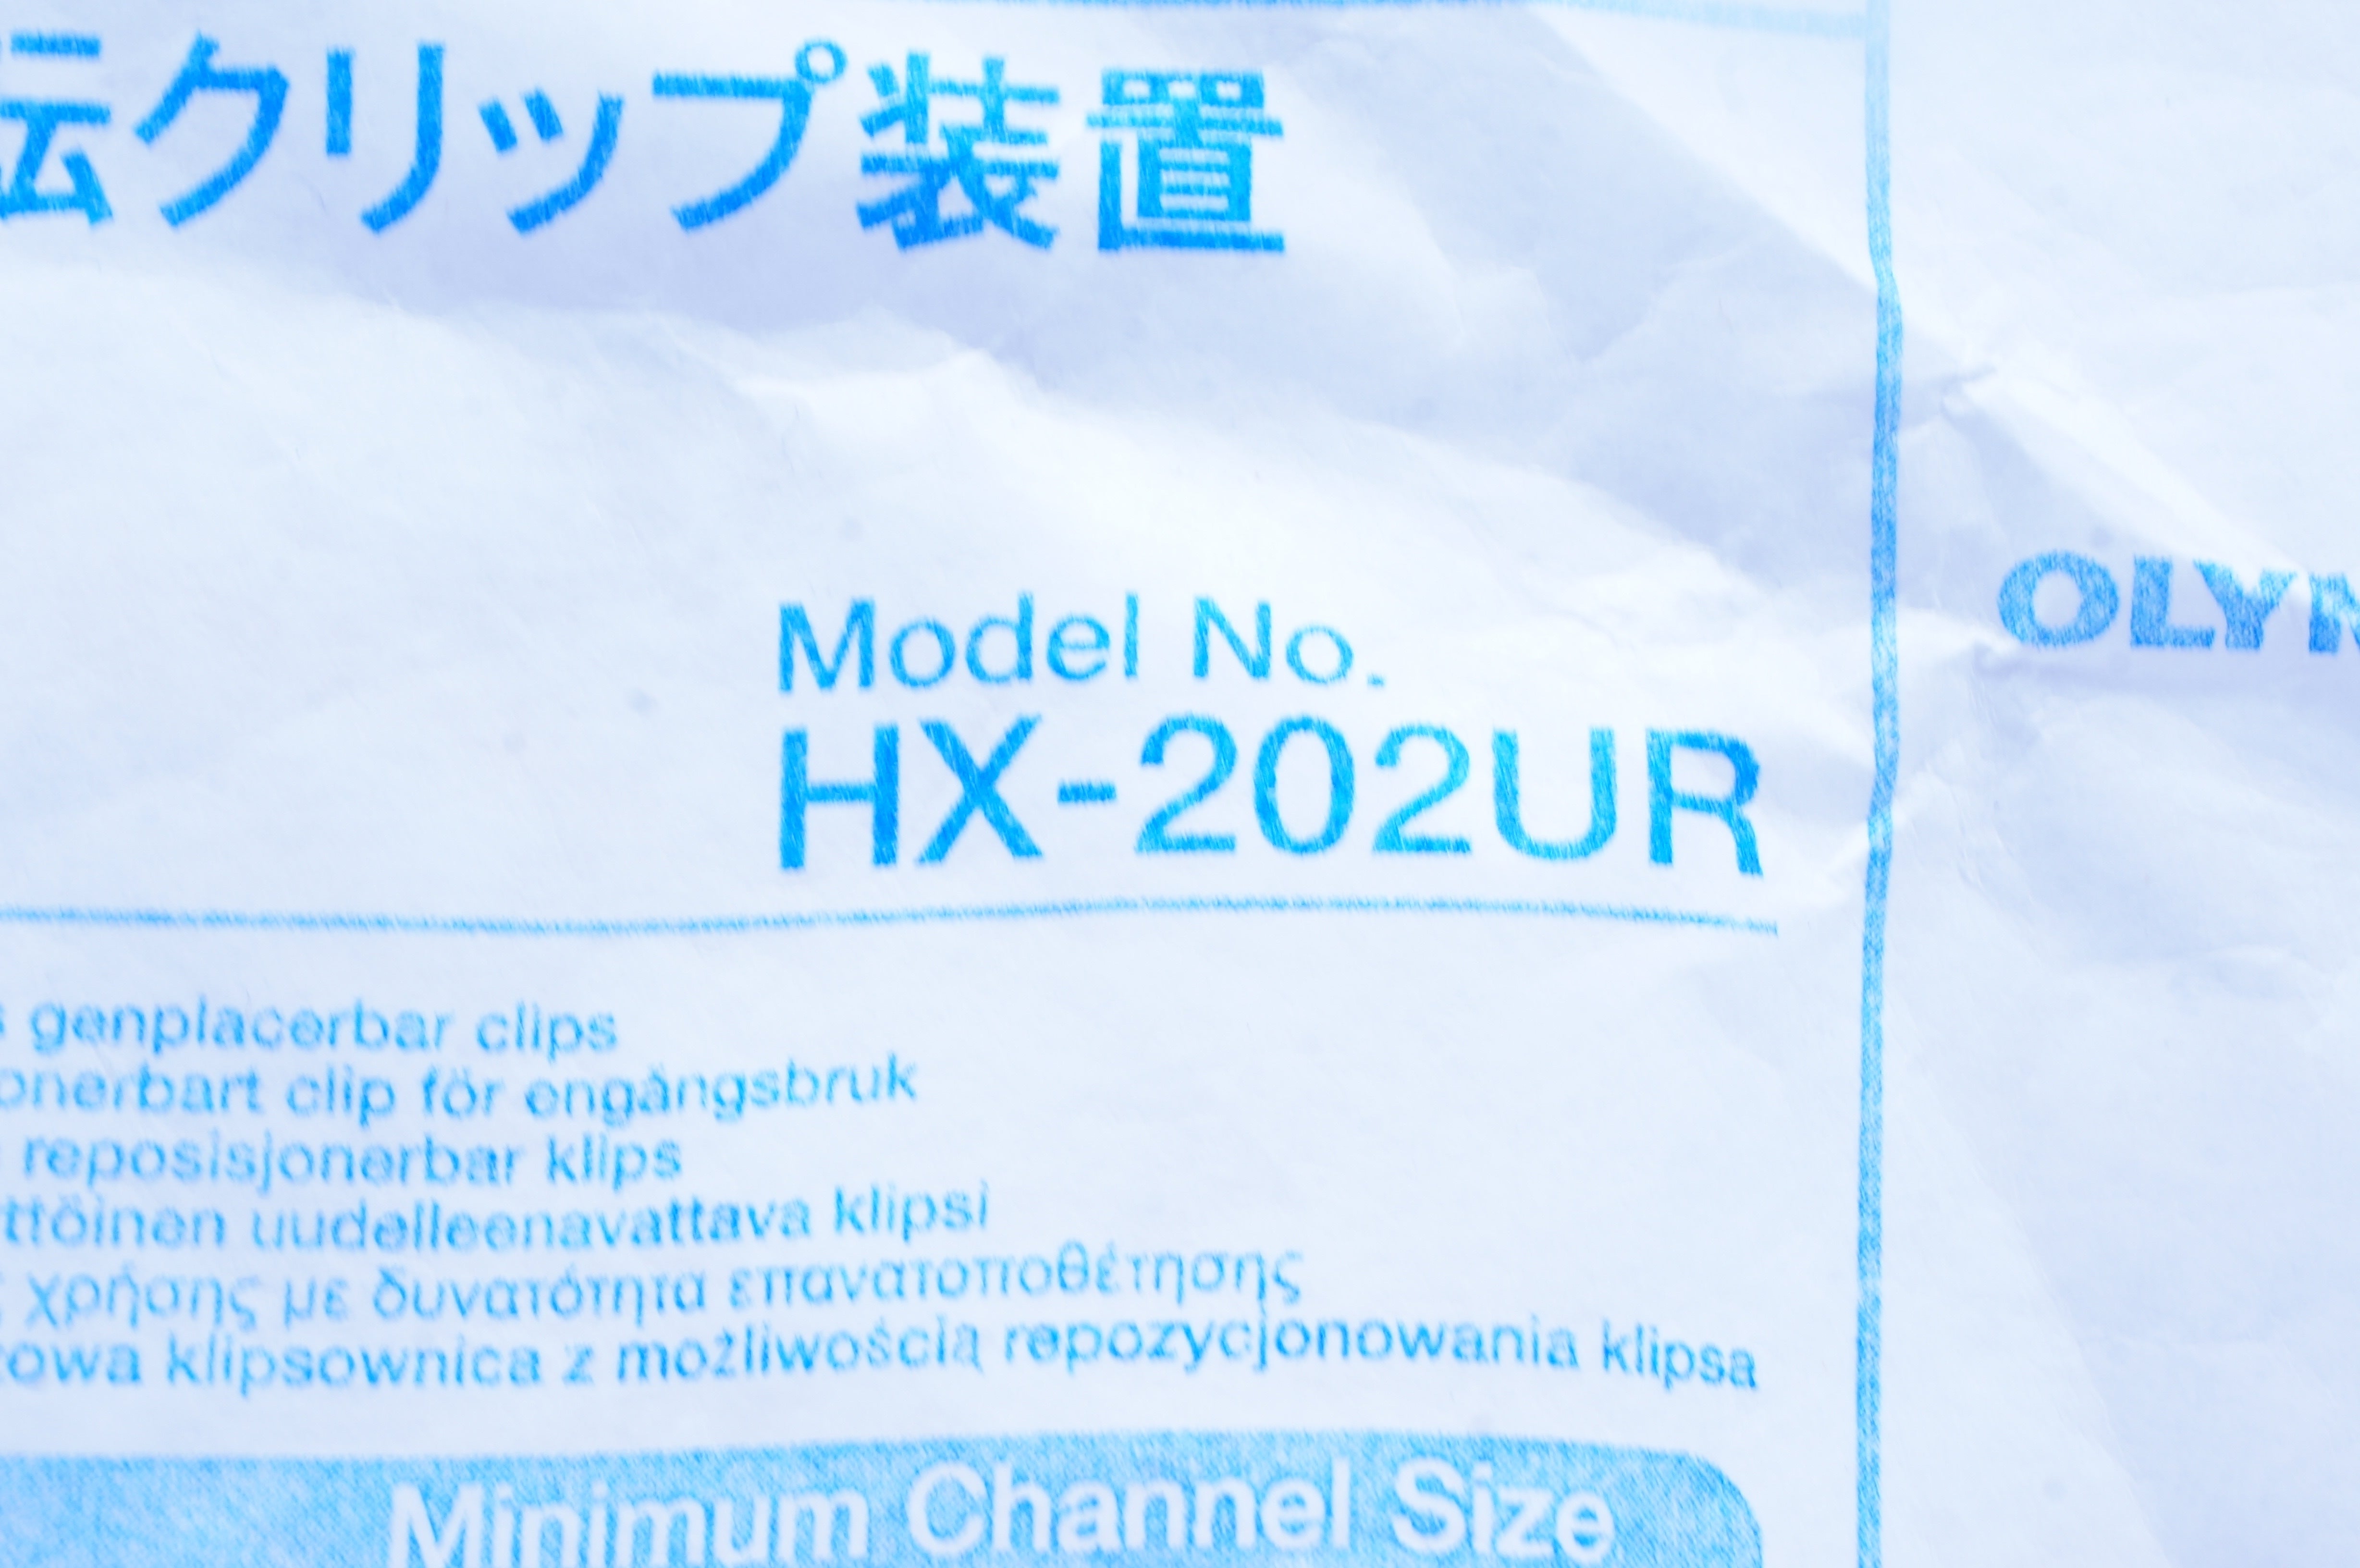 転クリップ装置
Model No.
HX-202UR
OLYM
s genplacerbar clips
onerbart clip för engångsbruk
reposisjonerbar klips
ttöinen uudelleenavattava klipsi
ς χρήσης με δυνατότητα επανατοποθέτησης
zowa klipsownica z możliwością repozycjonowania klipsa
Minimum Channel Size